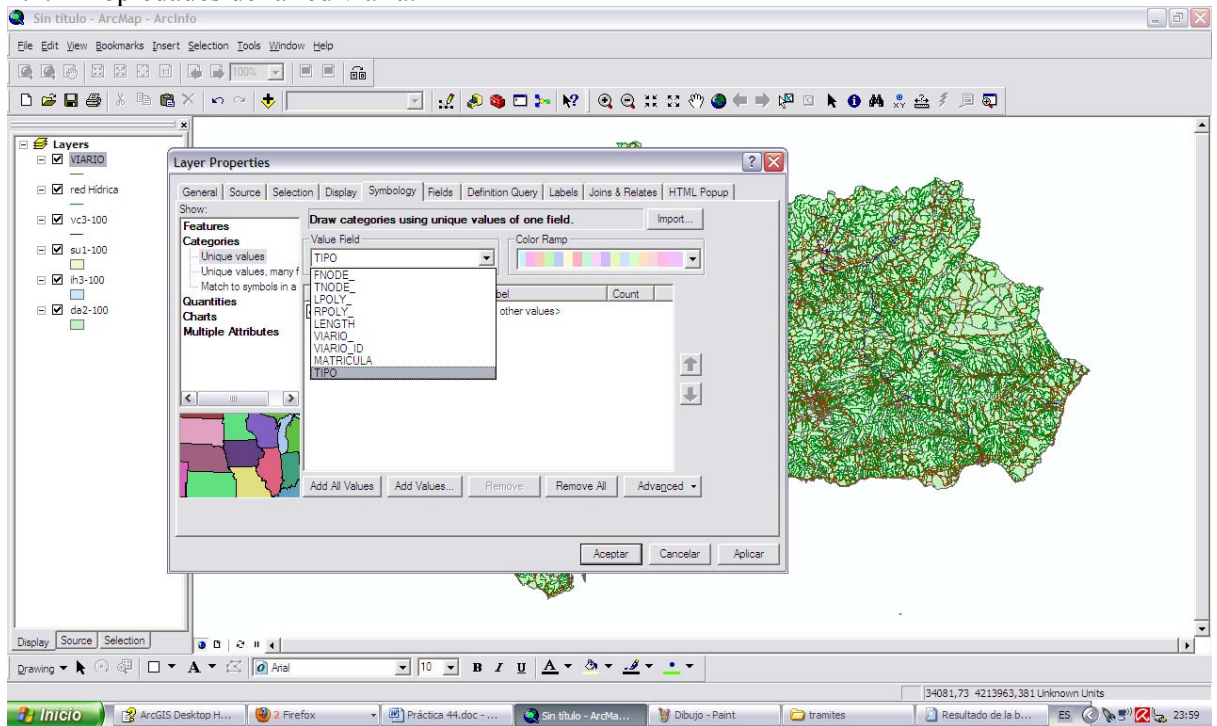 Sin título - ArcMap - ArcInfo
File Edit View Bookmarks Insert Selection Tools Window Help
100%
Layers
VIARIO
red Hídrica
vc3-100
su1-100
ih3-100
da2-100
Layer Properties
General Source Selection Display Symbology Fields Definition Query Labels Joins & Relates HTML Popup
Show:
Features
Categories
Unique values
Unique values, many f
Match to symbols in a
Quantities
Charts
Multiple Attributes
Draw categories using unique values of one field.
Import...
Value Field
TIPO
Color Ramp
FNODE_
TNODE_
LPOLY_
RPOLY_
LENGTH
VIARIO_
VIARIO_ID
MATRICULA
TIPO
bel
Count
other values>
Add All Values Add Values... Remove Remove All Advanced
Aceptar Cancelar Aplicar
Display Source Selection
Drawing A Arial 10 B I U A
34081,73 4213963,381 Unknown Units
Inicio
ArcGIS Desktop H...
2 Firefox
Práctica 44.doc - ...
Sin título - ArcMa...
Dibujo - Paint
tramites
Resultado de la b...
ES
23:59